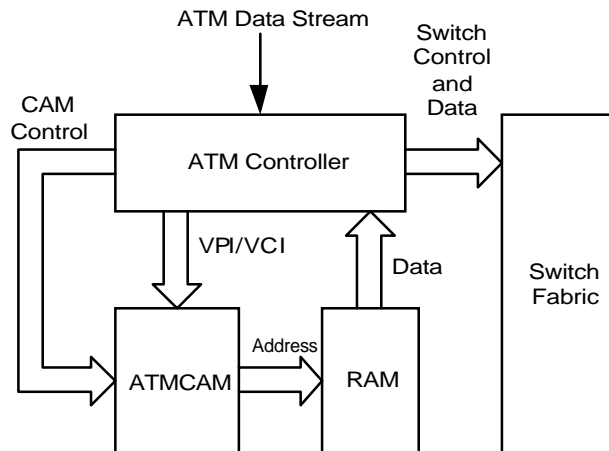 ATM Data Stream
Switch
Control
and
Data
CAM
Control
ATM Controller
VPI/VCI
Data
Switch
Fabric
Address
ATMCAM
RAM